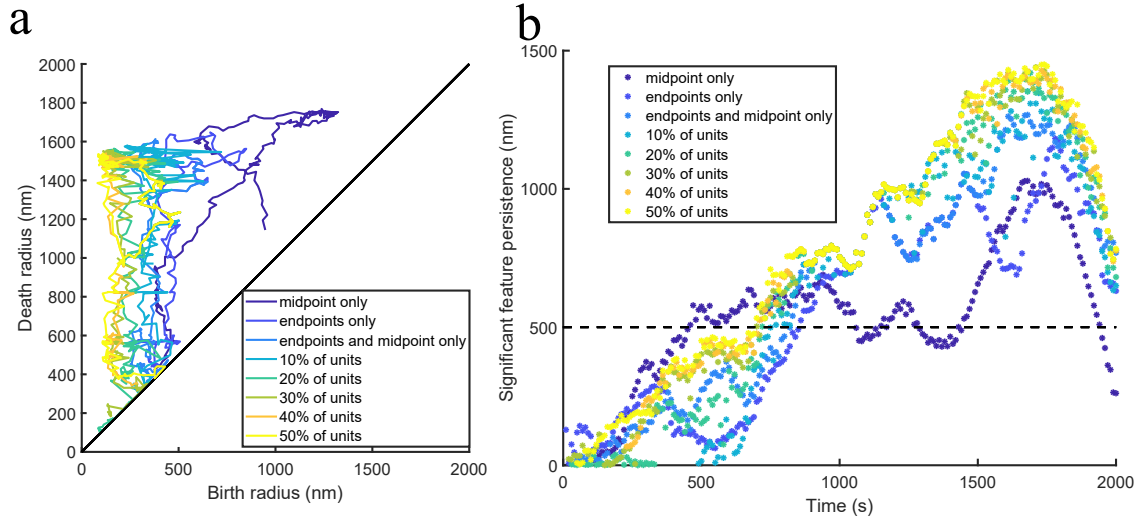 a
2000
1800
1600
1400
1200
1000
800
600
400
200
0
Death radius (nm)
0
500
1000
1500
2000
Birth radius (nm)
midpoint only
endpoints only
endpoints and midpoint only
10% of units
20% of units
30% of units
40% of units
50% of units
b
1500
1000
500
0
Significant feature persistence (nm)
midpoint only
endpoints only
endpoints and midpoint only
10% of units
20% of units
30% of units
40% of units
50% of units
0
500
1000
1500
2000
Time (s)